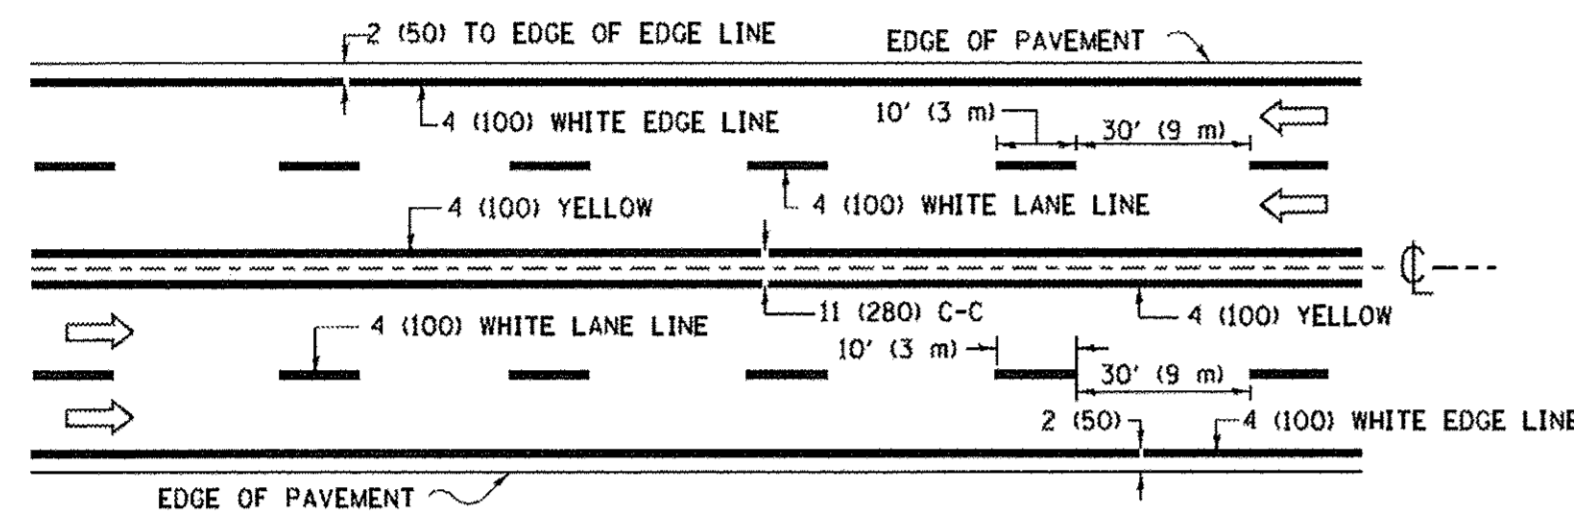 2 (50) TO EDGE OF EDGE LINE
EDGE OF PAVEMENT
4 (100) WHITE EDGE LINE
10' (3 m)
30' (9 m)
4 (100) YELLOW
4 (100) WHITE LANE LINE
CL
11 (280) C-C
4 (100) YELLOW
4 (100) WHITE LANE LINE
10' (3 m)
30' (9 m)
2 (50)
4 (100) WHITE EDGE LINE
EDGE OF PAVEMENT